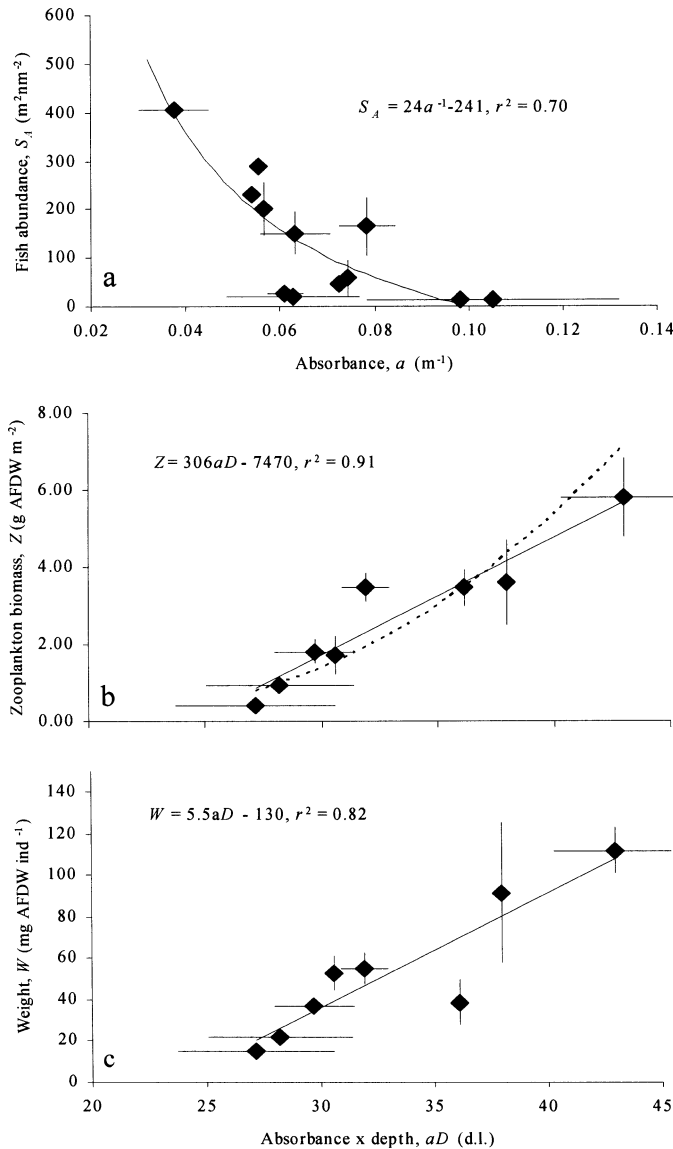 600
500
400
300
200
100
0
Fish abundance, S_A (m²nm⁻²)
S_A = 24a⁻¹-241, r² = 0.70
a
0.02 0.04 0.06 0.08 0.10 0.12 0.14
Absorbance, a (m⁻¹)
8.00
6.00
4.00
2.00
0.00
Zooplankton biomass, Z (g AFDW m⁻²)
Z = 306aD - 7470, r² = 0.91
b
140
120
100
80
60
40
20
0
Weight, W (mg AFDW ind⁻¹)
W = 5.5aD - 130, r² = 0.82
c
20 25 30 35 40 45
Absorbance x depth, aD (d.l.)